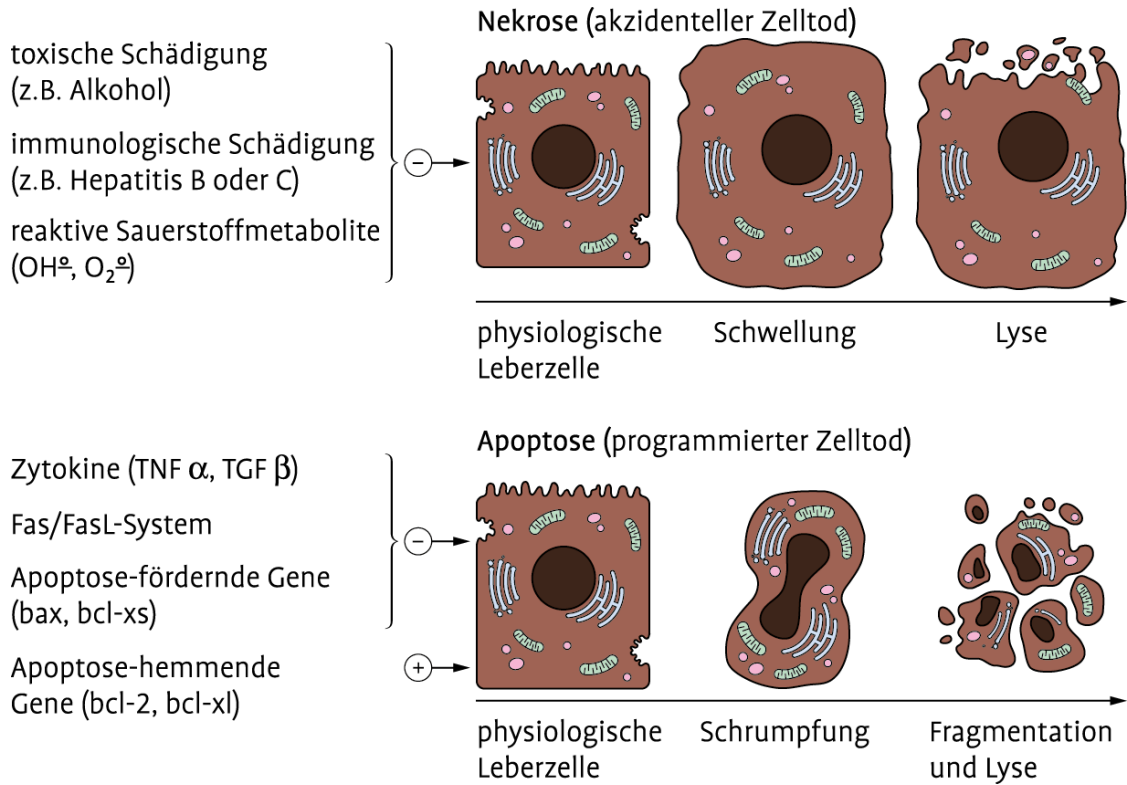 Nekrose (akzidenteller Zelltod)
toxische Schädigung
(z.B. Alkohol)
immunologische Schädigung
(z.B. Hepatitis B oder C)
reaktive Sauerstoffmetabolite
(OHº, O₂º)
−
physiologische
Leberzelle
Schwellung
Lyse
Apoptose (programmierter Zelltod)
Zytokine (TNF α, TGF β)
Fas/FasL-System
Apoptose-fördernde Gene
(bax, bcl-xs)
−
Apoptose-hemmende
Gene (bcl-2, bcl-xl)
+
physiologische
Leberzelle
Schrumpfung
Fragmentation
und Lyse